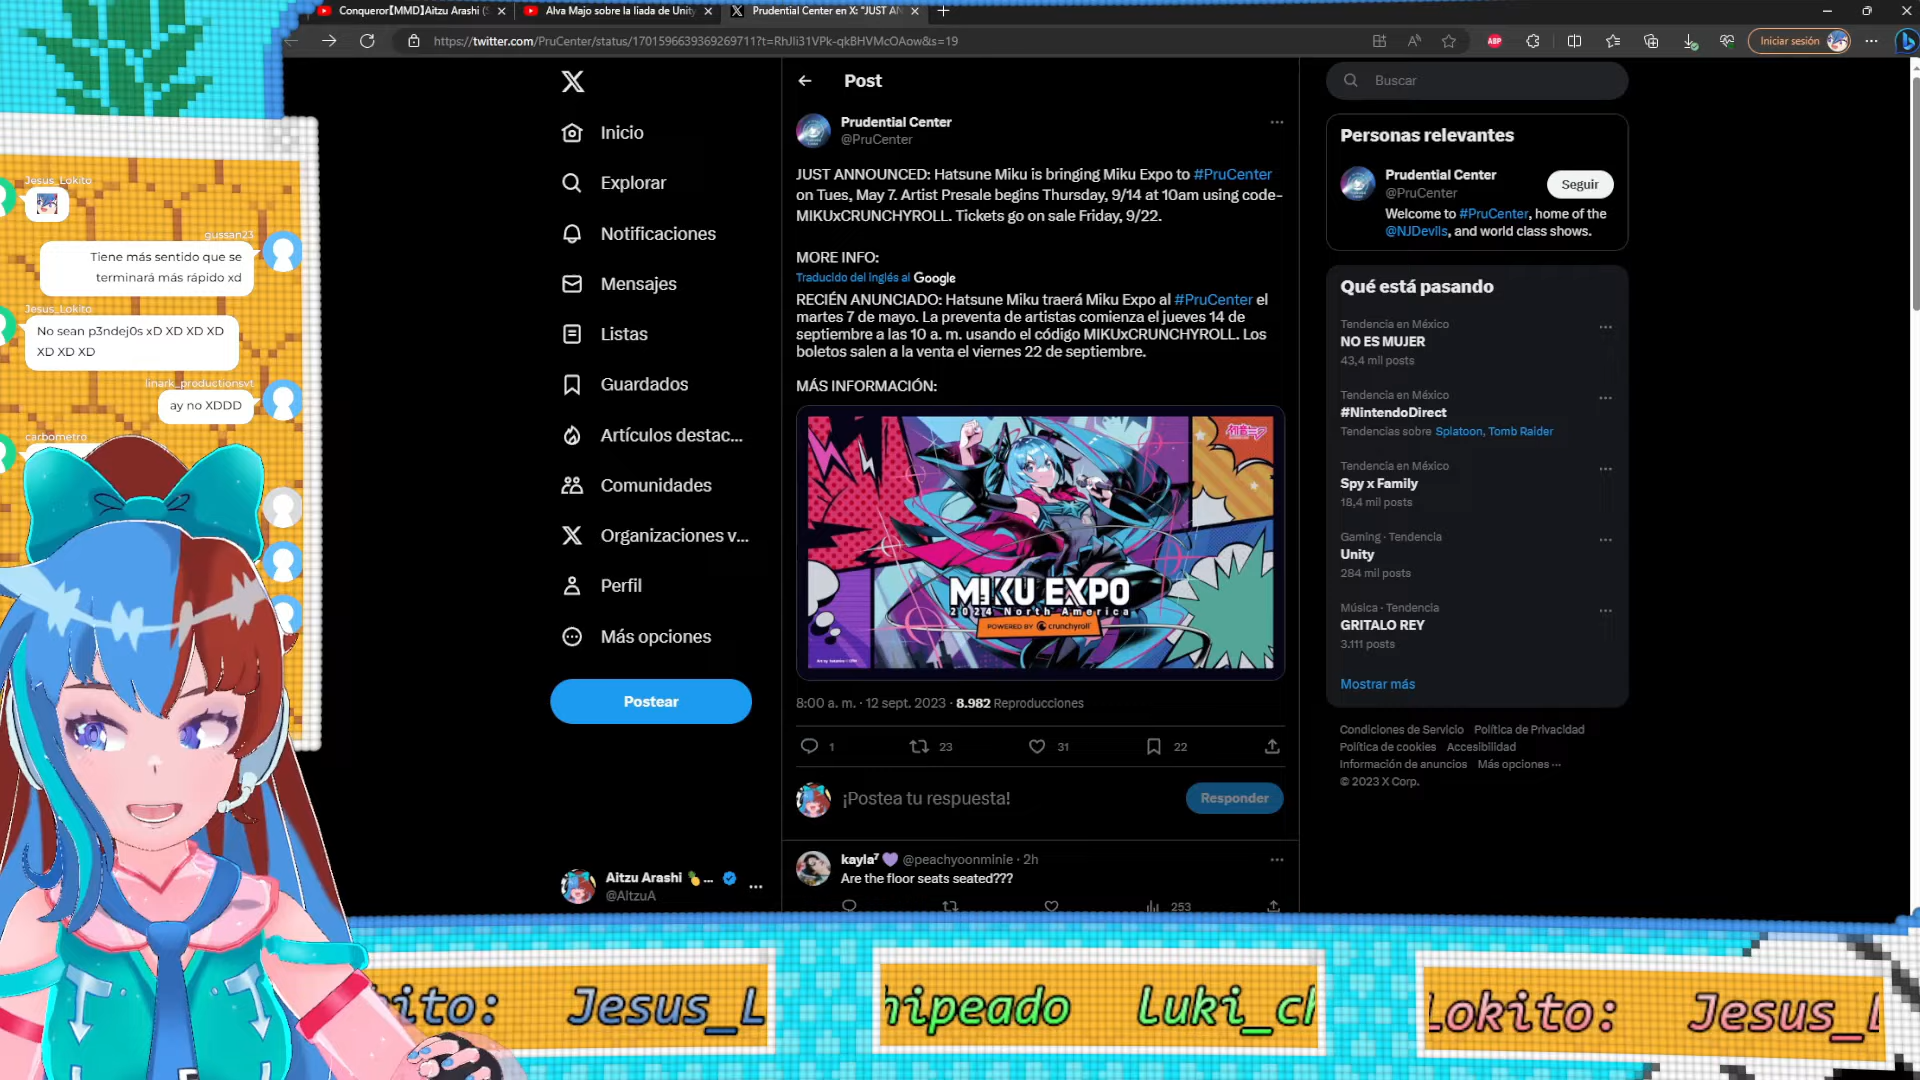 Conqueror【MMD】Aitzu Arashi (
Alva Majo sobre la liada de Unity
Prudential Center en X: "JUST AN
https://twitter.com/PruCenter/status/1701596639369269711?t=RhJli31VPk-qkBHVMcOAow&s=19
ABP
Iniciar sesión
Jesus_Lokito
gussan23
Tiene más sentido que se
terminará más rápido xd
Jesus_Lokito
No sean p3ndej0s xD XD XD XD
XD XD XD
linark_productionsvt
ay no XDDD
carbometro
Inicio
Explorar
Notificaciones
Mensajes
Listas
Guardados
Artículos destac...
Comunidades
Organizaciones v...
Perfil
Más opciones
Postear
Aitzu Arashi 🍍...
@AItzuA
Post
Prudential Center
@PruCenter
JUST ANNOUNCED: Hatsune Miku is bringing Miku Expo to #PruCenter
on Tues, May 7. Artist Presale begins Thursday, 9/14 at 10am using code-
MIKUxCRUNCHYROLL. Tickets go on sale Friday, 9/22.
MORE INFO:
Traducido del inglés al Google
RECIÉN ANUNCIADO: Hatsune Miku traerá Miku Expo al #PruCenter el
martes 7 de mayo. La preventa de artistas comienza el jueves 14 de
septiembre a las 10 a. m. usando el código MIKUxCRUNCHYROLL. Los
boletos salen a la venta el viernes 22 de septiembre.
MÁS INFORMACIÓN:
初音ミク
MIKU EXPO
2024 North America
POWERED BY crunchyroll
8:00 a. m. · 12 sept. 2023 · 8.982 Reproducciones
1
23
31
22
¡Postea tu respuesta!
Responder
kayla⁷ 💜 @peachyoonminie · 2h
Are the floor seats seated???
253
Buscar
Personas relevantes
Prudential Center
@PruCenter
Seguir
Welcome to #PruCenter, home of the
@NJDevils, and world class shows.
Qué está pasando
Tendencia en México
NO ES MUJER
43,4 mil posts
Tendencia en México
#NintendoDirect
Tendencias sobre Splatoon, Tomb Raider
Tendencia en México
Spy x Family
18,4 mil posts
Gaming · Tendencia
Unity
284 mil posts
Música · Tendencia
GRITALO REY
3.111 posts
Mostrar más
Condiciones de Servicio Política de Privacidad
Política de cookies Accesibilidad
Información de anuncios Más opciones ···
© 2023 X Corp.
kito: Jesus_L
hipeado luki_ch
Lokito: Jesus_L